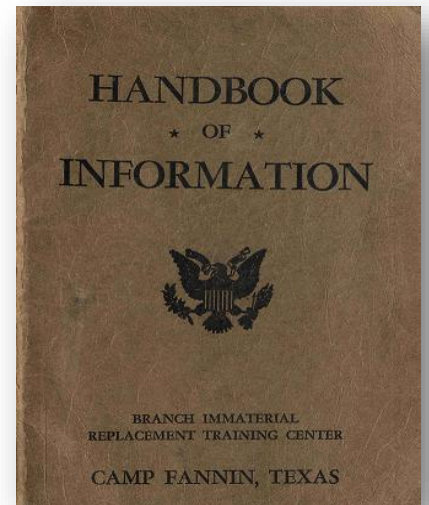 HANDBOOK
★ OF ★
INFORMATION
BRANCH IMMATERIAL
REPLACEMENT TRAINING CENTER
CAMP FANNIN, TEXAS